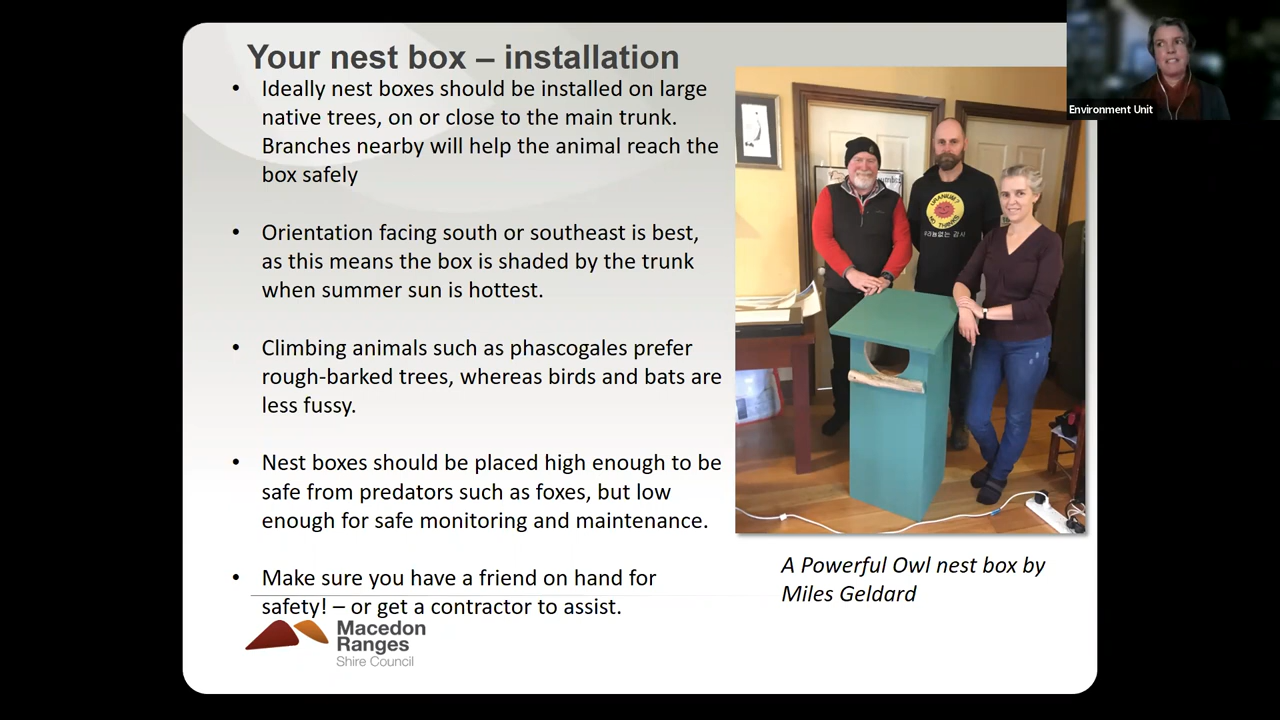 Your nest box – installation
• Ideally nest boxes should be installed on large
native trees, on or close to the main trunk.
Branches nearby will help the animal reach the
box safely
• Orientation facing south or southeast is best,
as this means the box is shaded by the trunk
when summer sun is hottest.
• Climbing animals such as phascogales prefer
rough-barked trees, whereas birds and bats are
less fussy.
• Nest boxes should be placed high enough to be
safe from predators such as foxes, but low
enough for safe monitoring and maintenance.
• Make sure you have a friend on hand for
safety! – or get a contractor to assist.
Macedon
Ranges
Shire Council
URANIUM?
NO THANKS
A Powerful Owl nest box by
Miles Geldard
Environment Unit